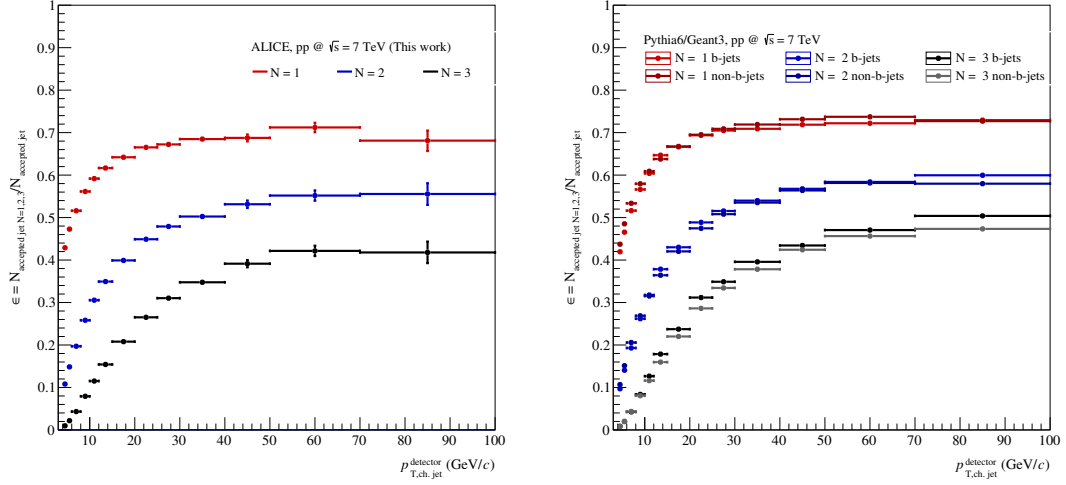 ALICE, pp @ √s = 7 TeV (This work)
N = 1 N = 2 N = 3
ϵ = N_accepted jet N=1,2,3/N_accepted jet
1
0.9
0.8
0.7
0.6
0.5
0.4
0.3
0.2
0.1
0
10 20 30 40 50 60 70 80 90 100
p_T,ch. jet^detector (GeV/c)
Pythia6/Geant3, pp @ √s = 7 TeV
N = 1 b-jets N = 2 b-jets N = 3 b-jets
N = 1 non-b-jets N = 2 non-b-jets N = 3 non-b-jets
ϵ = N_accepted jet N=1,2,3/N_accepted jet
1
0.9
0.8
0.7
0.6
0.5
0.4
0.3
0.2
0.1
0
10 20 30 40 50 60 70 80 90 100
p_T,ch. jet^detector (GeV/c)